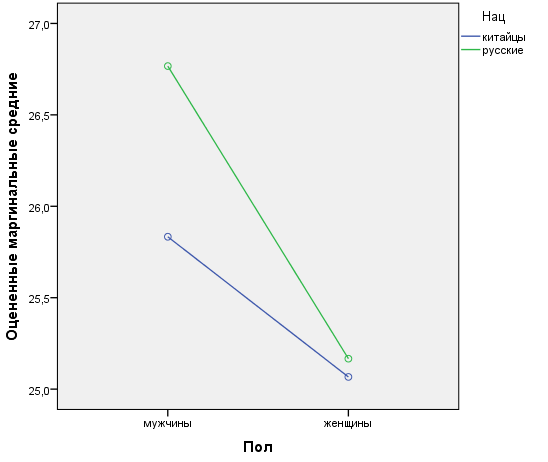 Нац
китайцы
русские
27,0
26,5
26,0
25,5
25,0
Оцененные маргинальные средние
мужчины
женщины
Пол